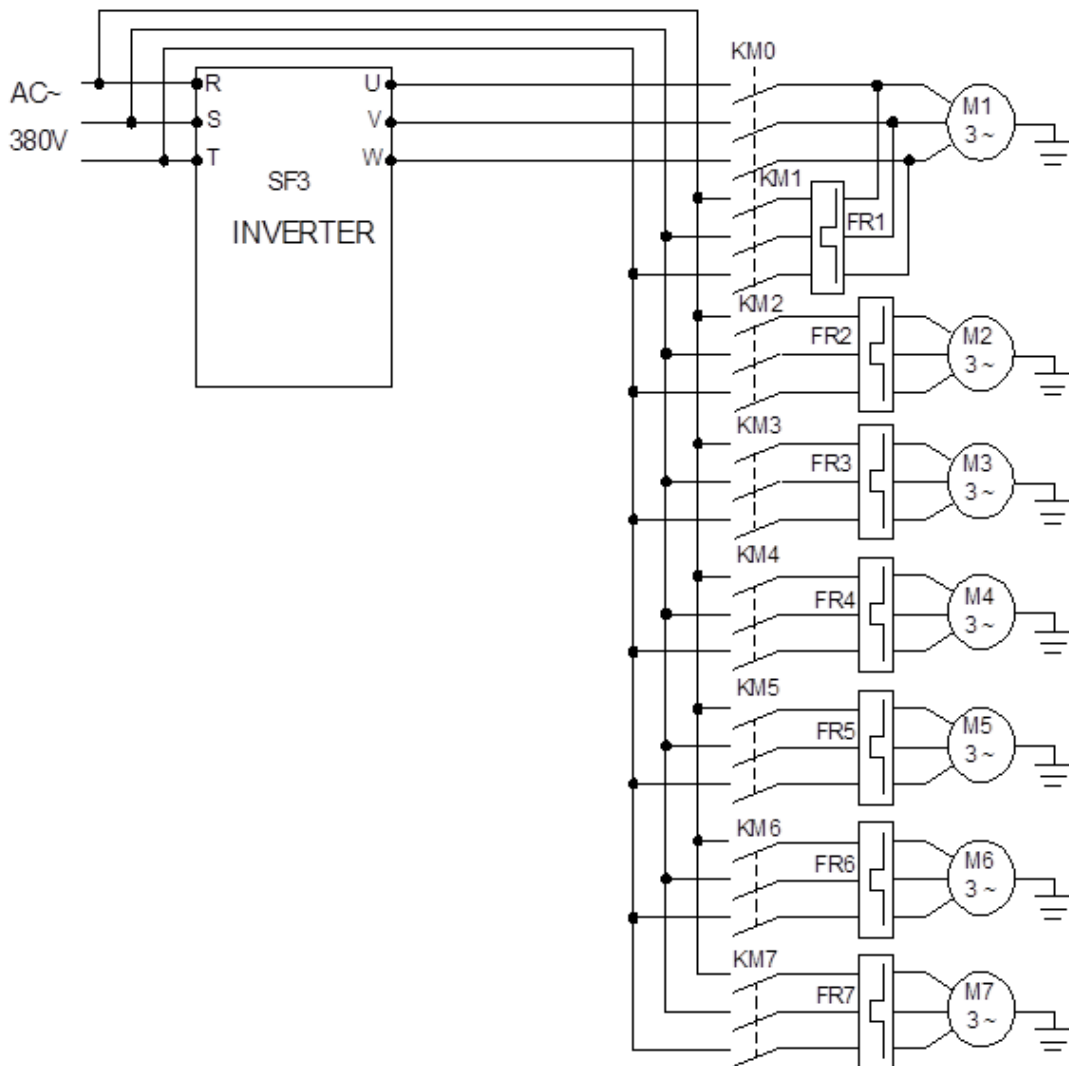 KM0
AC~
380V
R
S
T
U
V
W
SF3
INVERTER
M1
3~
KM1
FR1
KM2
FR2
M2
3~
KM3
FR3
M3
3~
KM4
FR4
M4
3~
KM5
FR5
M5
3~
KM6
FR6
M6
3~
KM7
FR7
M7
3~